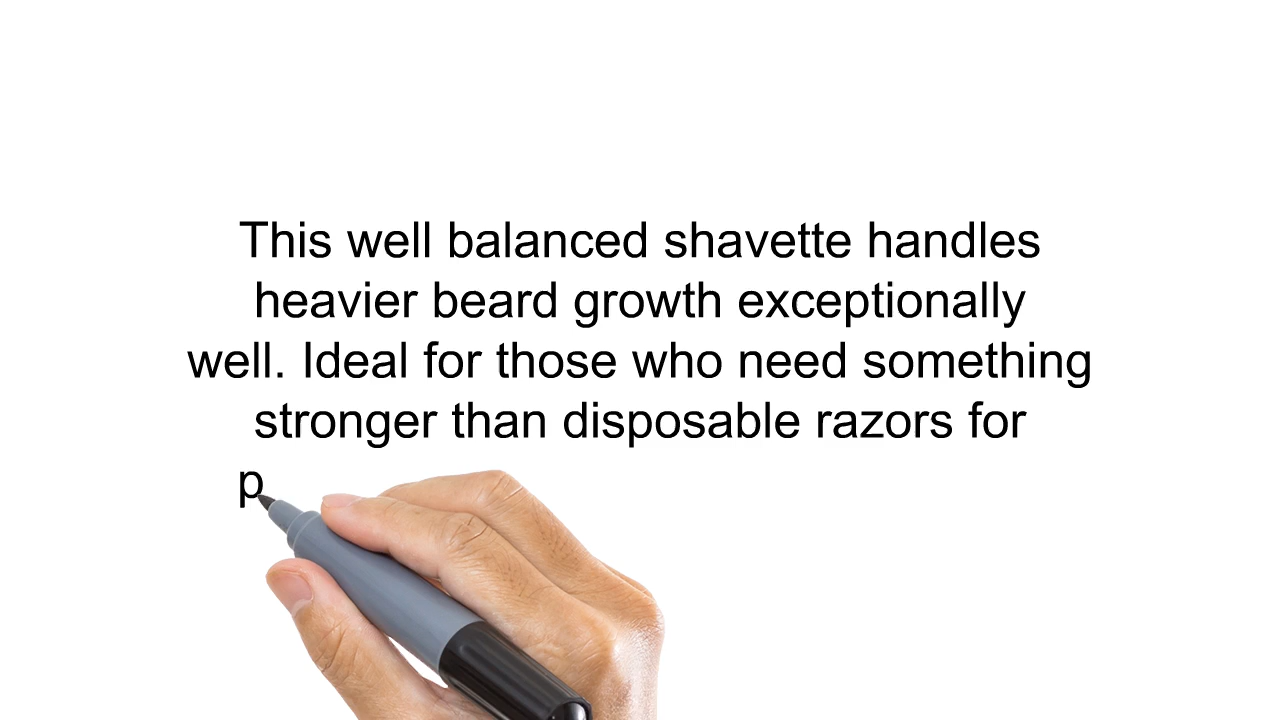 This well balanced shavette handles
heavier beard growth exceptionally
well. Ideal for those who need something
stronger than disposable razors for
p